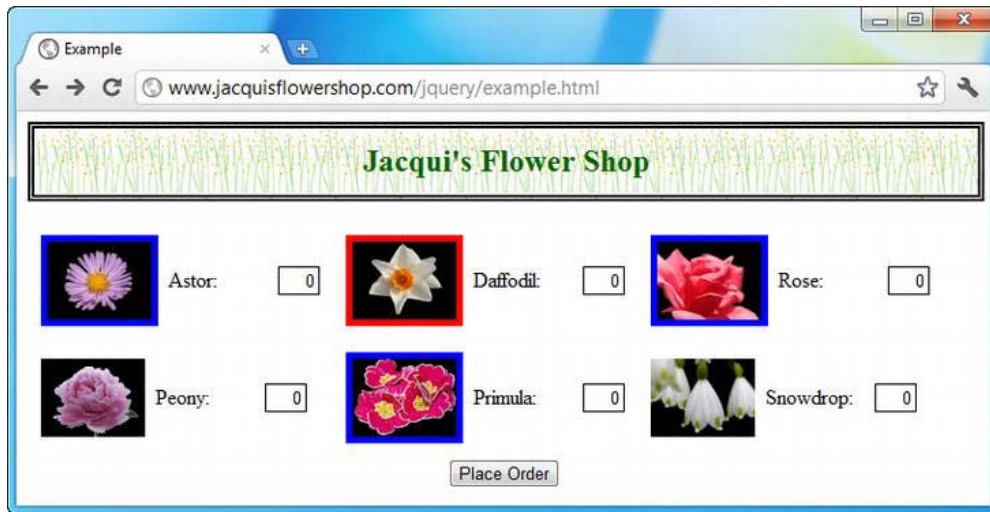 Example
www.jacquisflowershop.com/jquery/example.html
Jacqui's Flower Shop
Astor: 0 Daffodil: 0 Rose: 0
Peony: 0 Primula: 0 Snowdrop: 0
Place Order